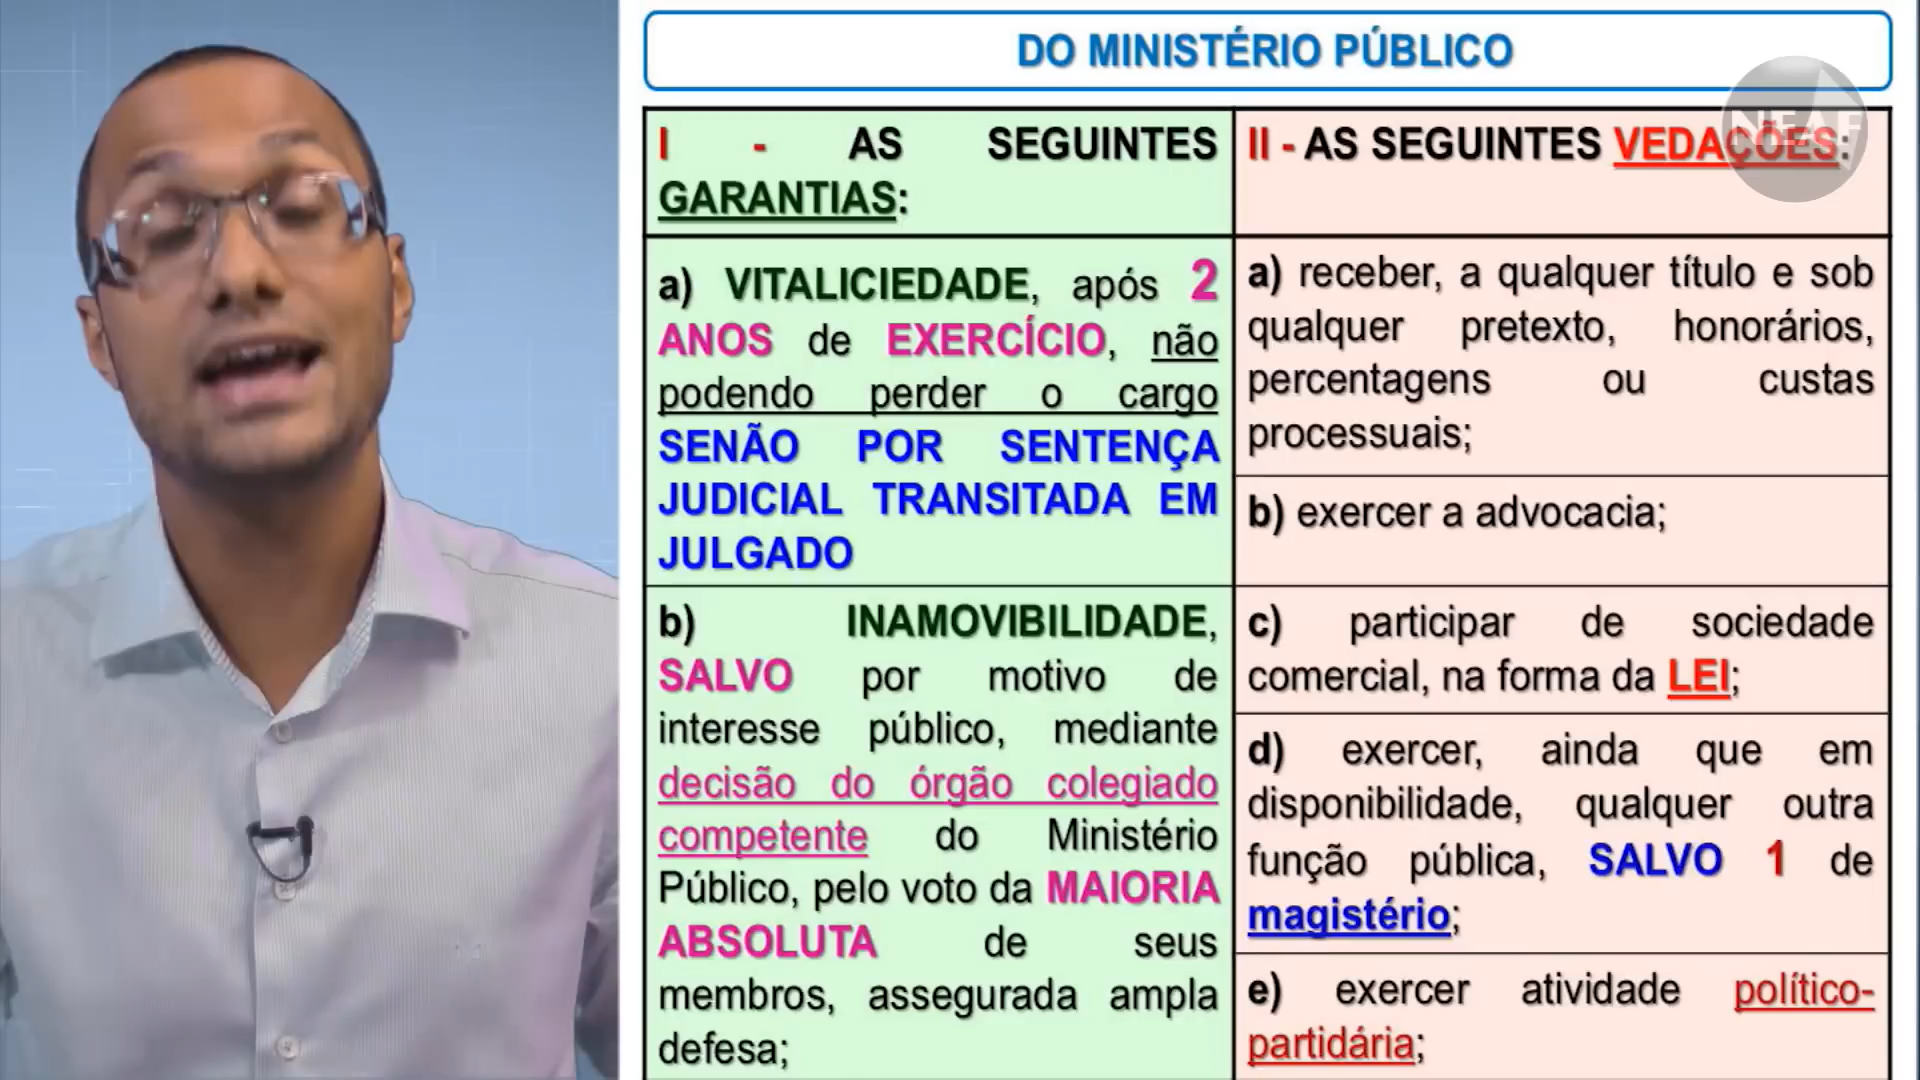 DO MINISTÉRIO PÚBLICO
NEAF
I - AS SEGUINTES
GARANTIAS:
II - AS SEGUINTES VEDAÇÕES:
a) VITALICIEDADE, após 2
ANOS de EXERCÍCIO, não
podendo perder o cargo
SENÃO POR SENTENÇA
JUDICIAL TRANSITADA EM
JULGADO
a) receber, a qualquer título e sob
qualquer pretexto, honorários,
percentagens ou custas
processuais;
b) exercer a advocacia;
b) INAMOVIBILIDADE,
SALVO por motivo de
interesse público, mediante
decisão do órgão colegiado
competente do Ministério
Público, pelo voto da MAIORIA
ABSOLUTA de seus
membros, assegurada ampla
defesa;
c) participar de sociedade
comercial, na forma da LEI;
d) exercer, ainda que em
disponibilidade, qualquer outra
função pública, SALVO 1 de
magistério;
e) exercer atividade político-
partidária;